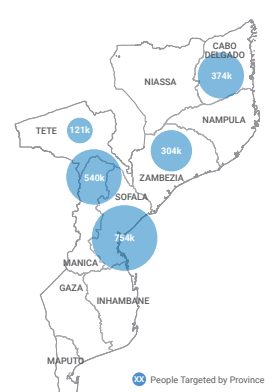 CABO
DELGADO
374k
NIASSA
NAMPULA
TETE
121k
304k
540k
ZAMBEZIA
SOFALA
754k
MANICA
GAZA
INHAMBANE
MAPUTO
XX People Targeted by Province